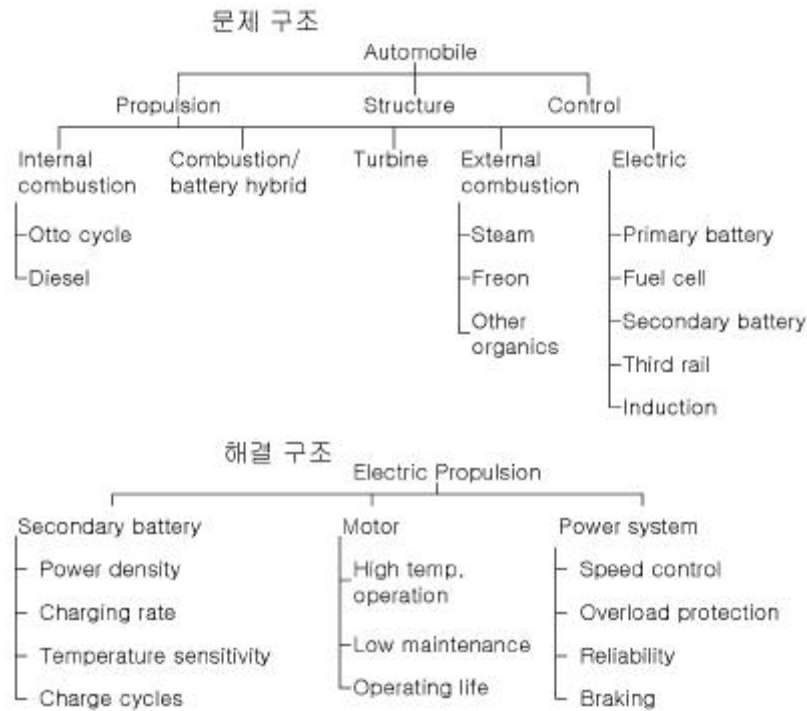 문제 구조
Automobile
Propulsion Structure Control
Internal combustion
Combustion/ battery hybrid
Turbine
External combustion
Electric
Otto cycle
Diesel
Steam
Freon
Other organics
Primary battery
Fuel cell
Secondary battery
Third rail
Induction
해결 구조
Electric Propulsion
Secondary battery
Power density
Charging rate
Temperature sensitivity
Charge cycles
Motor
High temp. operation
Low maintenance
Operating life
Power system
Speed control
Overload protection
Reliability
Braking